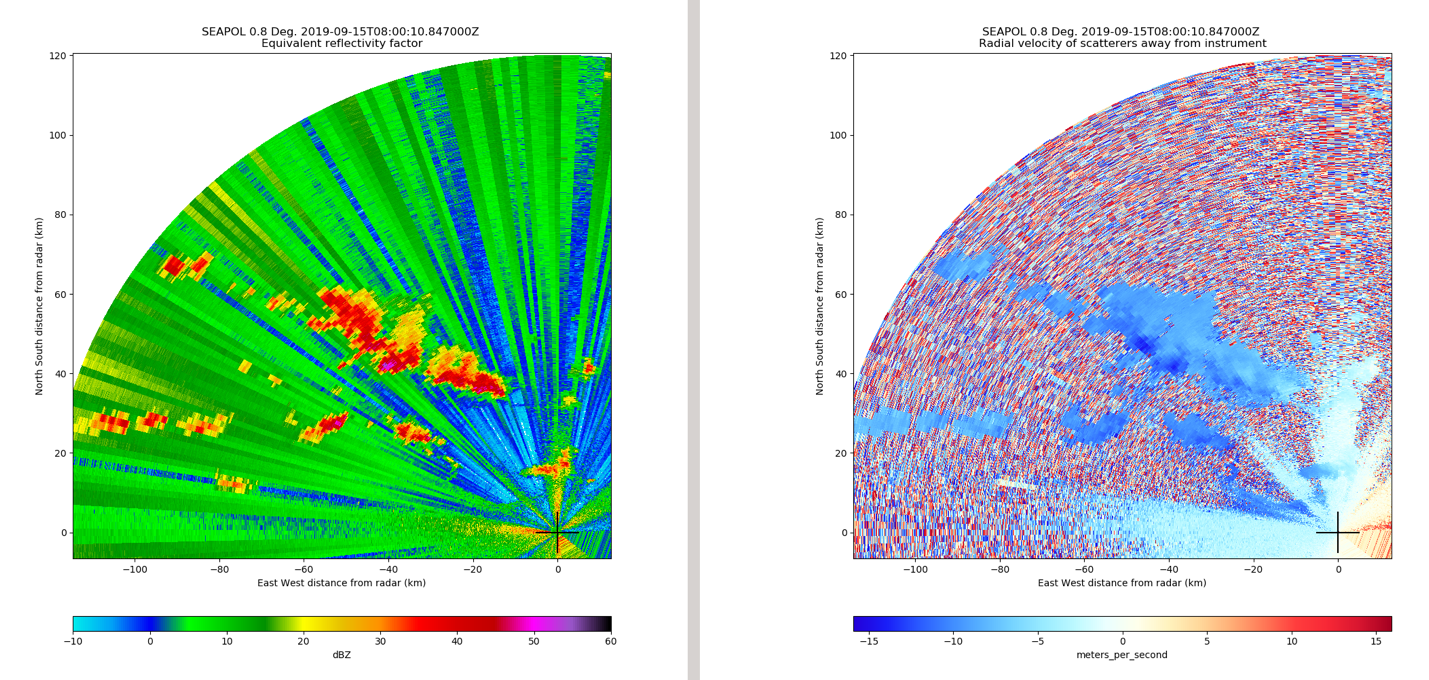 SEAPOL 0.8 Deg. 2019-09-15T08:00:10.847000Z
Equivalent reflectivity factor
North South distance from radar (km)
120
100
80
60
40
20
0
−100 −80 −60 −40 −20 0
East West distance from radar (km)
−10 0 10 20 30 40 50 60
dBZ
SEAPOL 0.8 Deg. 2019-09-15T08:00:10.847000Z
Radial velocity of scatterers away from instrument
North South distance from radar (km)
120
100
80
60
40
20
0
−100 −80 −60 −40 −20 0
East West distance from radar (km)
−15 −10 −5 0 5 10 15
meters_per_second